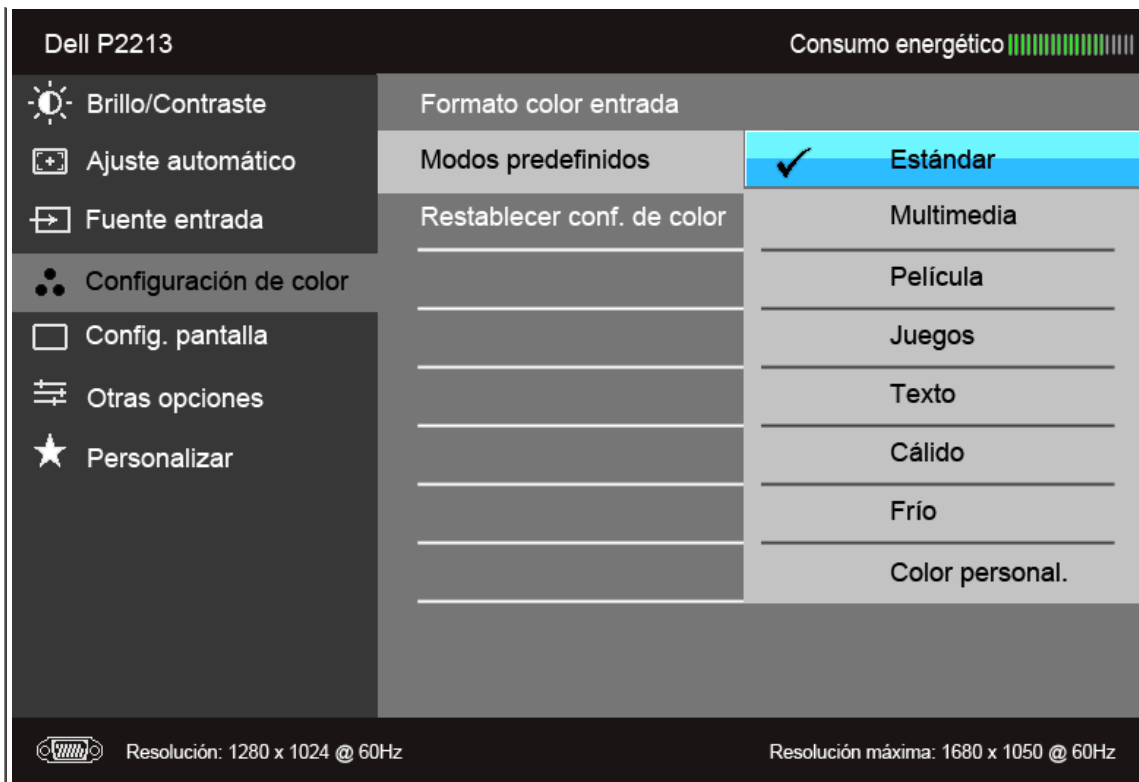 Dell P2213
Consumo energético
Brillo/Contraste
Ajuste automático
Fuente entrada
Configuración de color
Config. pantalla
Otras opciones
Personalizar
Formato color entrada
Modos predefinidos
Restablecer conf. de color
Estándar
Multimedia
Película
Juegos
Texto
Cálido
Frío
Color personal.
Resolución: 1280 x 1024 @ 60Hz
Resolución máxima: 1680 x 1050 @ 60Hz